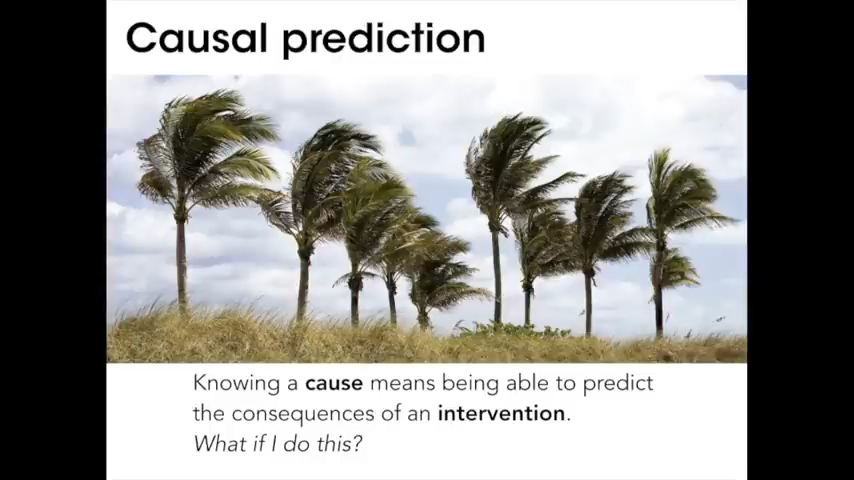 Causal prediction
Knowing a cause means being able to predict
the consequences of an intervention.
What if I do this?